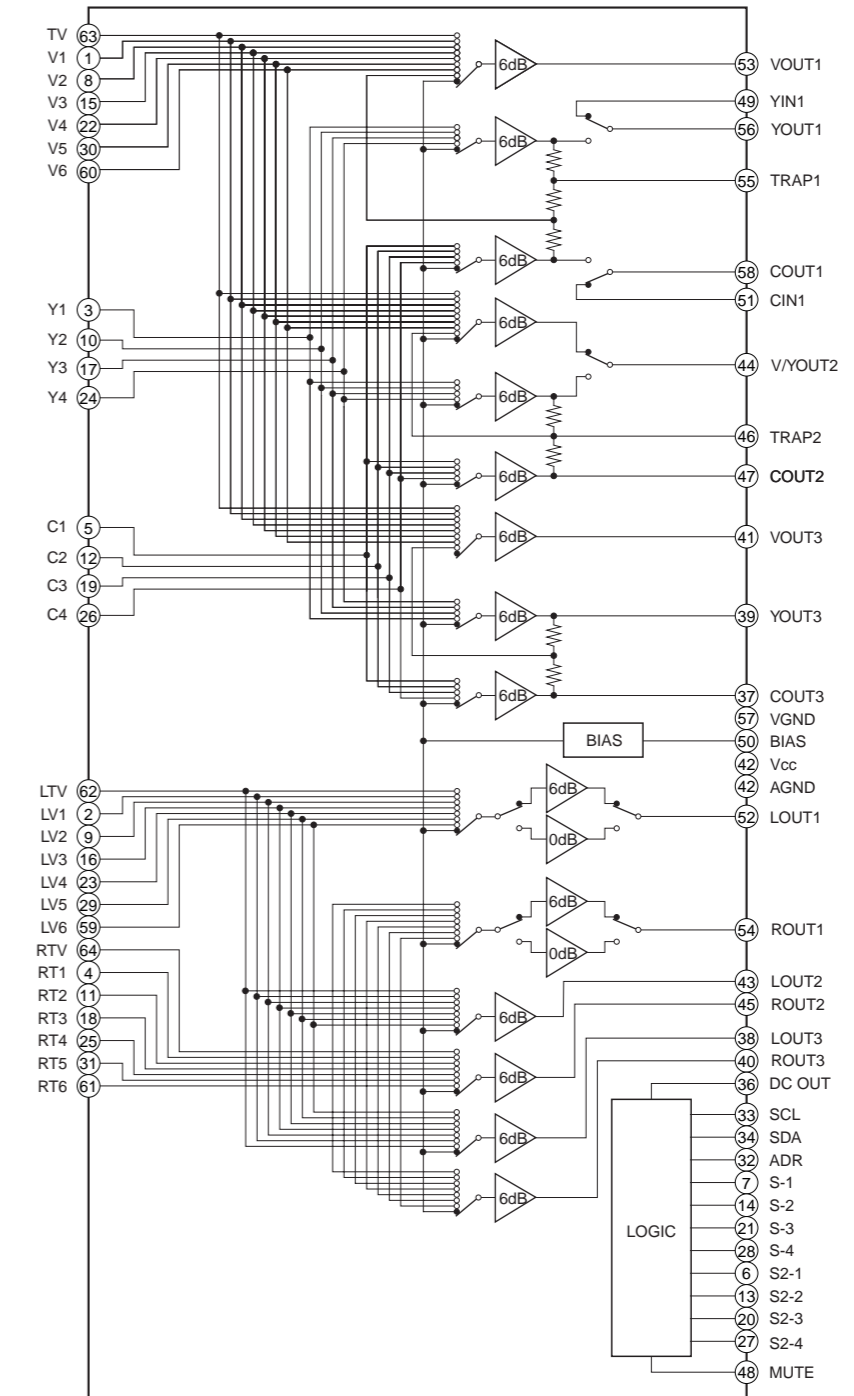 TV 63
V1 1
V2 8
V3 15
V4 22
V5 30
V6 60
Y1 3
Y2 10
Y3 17
Y4 24
C1 5
C2 12
C3 19
C4 26
LTV 62
LV1 2
LV2 9
LV3 16
LV4 23
LV5 29
LV6 59
RTV 64
RT1 4
RT2 11
RT3 18
RT4 25
RT5 31
RT6 61
6dB
6dB
6dB
6dB
6dB
6dB
6dB
6dB
6dB
BIAS
6dB
0dB
6dB
0dB
6dB
6dB
6dB
6dB
LOGIC
53 VOUT1
49 YIN1
56 YOUT1
55 TRAP1
58 COUT1
51 CIN1
44 V/YOUT2
46 TRAP2
47 COUT2
41 VOUT3
39 YOUT3
37 COUT3
57 VGND
50 BIAS
42 Vcc
42 AGND
52 LOUT1
54 ROUT1
43 LOUT2
45 ROUT2
38 LOUT3
40 ROUT3
36 DC OUT
33 SCL
34 SDA
32 ADR
7 S-1
14 S-2
21 S-3
28 S-4
6 S2-1
13 S2-2
20 S2-3
27 S2-4
48 MUTE